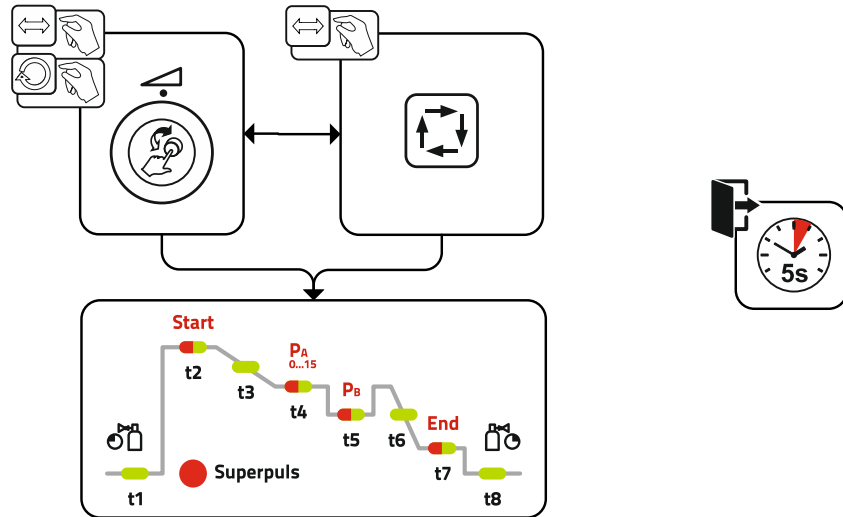 5s
Start
t2
t3
PA
0...15
t4
PB
t5
t6
End
t7
t1
Superpuls
t8